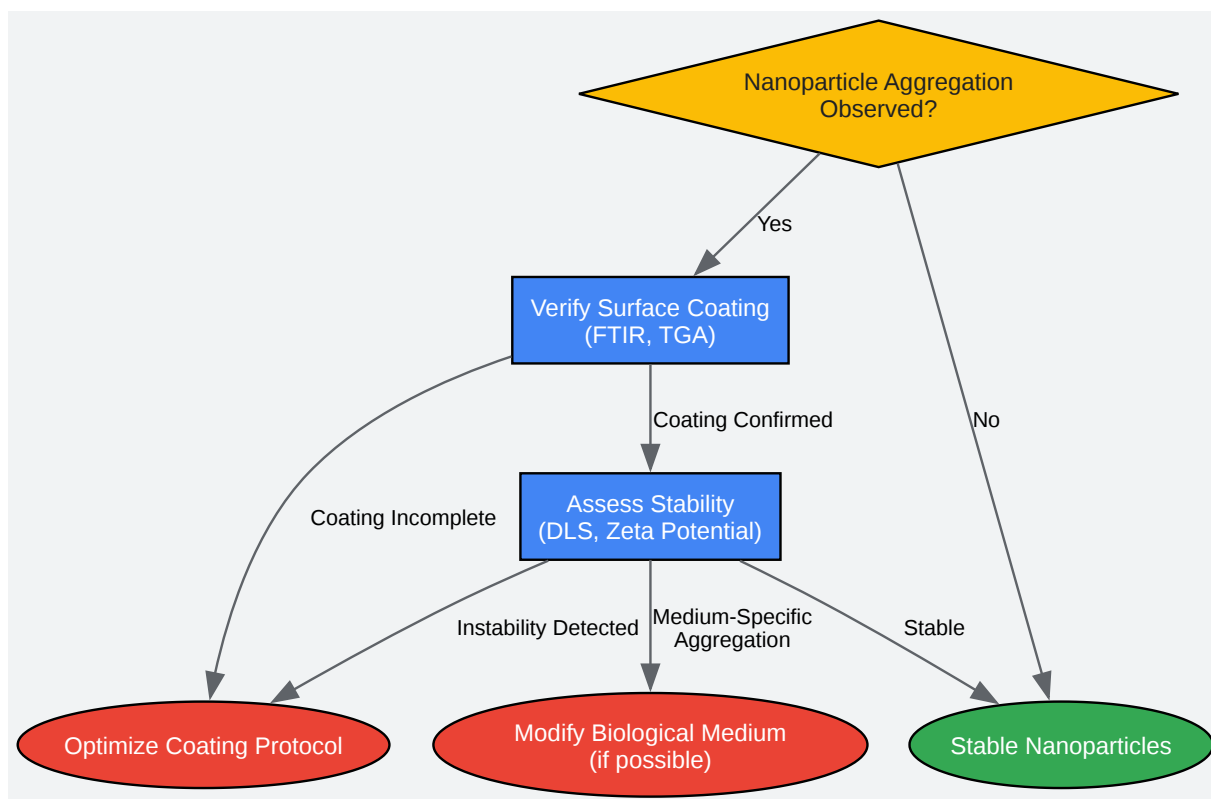 Nanoparticle Aggregation
Observed?
Yes
Verify Surface Coating
(FTIR, TGA)
Coating Confirmed
No
Assess Stability
(DLS, Zeta Potential)
Coating Incomplete
Instability Detected
Medium-Specific
Aggregation
Stable
Optimize Coating Protocol
Modify Biological Medium
(if possible)
Stable Nanoparticles